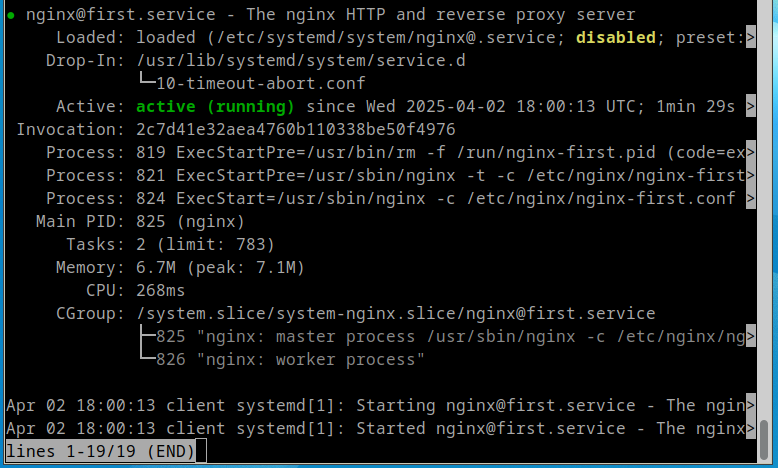 ● nginx@first.service - The nginx HTTP and reverse proxy server
     Loaded: loaded (/etc/systemd/system/nginx@.service; disabled; preset:>
    Drop-In: /usr/lib/systemd/system/service.d
             └─10-timeout-abort.conf
     Active: active (running) since Wed 2025-04-02 18:00:13 UTC; 1min 29s >
 Invocation: 2c7d41e32aea4760b110338be50f4976
    Process: 819 ExecStartPre=/usr/bin/rm -f /run/nginx-first.pid (code=ex>
    Process: 821 ExecStartPre=/usr/sbin/nginx -t -c /etc/nginx/nginx-first>
    Process: 824 ExecStart=/usr/sbin/nginx -c /etc/nginx/nginx-first.conf >
   Main PID: 825 (nginx)
      Tasks: 2 (limit: 783)
     Memory: 6.7M (peak: 7.1M)
        CPU: 268ms
     CGroup: /system.slice/system-nginx.slice/nginx@first.service
             ├─825 "nginx: master process /usr/sbin/nginx -c /etc/nginx/ng>
             └─826 "nginx: worker process"

Apr 02 18:00:13 client systemd[1]: Starting nginx@first.service - The ngin>
Apr 02 18:00:13 client systemd[1]: Started nginx@first.service - The nginx>
lines 1-19/19 (END)